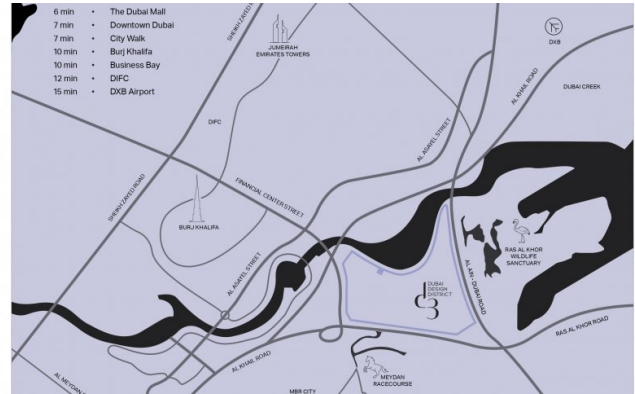 6 min • The Dubai Mall
7 min • Downtown Dubai
7 min • City Walk
10 min • Burj Khalifa
10 min • Business Bay
12 min • DIFC
15 min • DXB Airport
SHEIKH ZAYED ROAD
JUMEIRAH
EMIRATES TOWERS
DXB
DUBAI CREEK
AL KHAIL ROAD
DIFC
AL ASAYEL STREET
FINANCIAL CENTER STREET
SHEIKH ZAYED ROAD
BURJ KHALIFA
RAS AL KHOR
WILDLIFE
SANCTUARY
AL ASAYEL STREET
AL AIN - DUBAI ROAD
d3
DUBAI
DESIGN
DISTRICT
RAS AL KHOR ROAD
AL KHAIL ROAD
MEYDAN
RACECOURSE
AL MEYDAN
MBR CITY